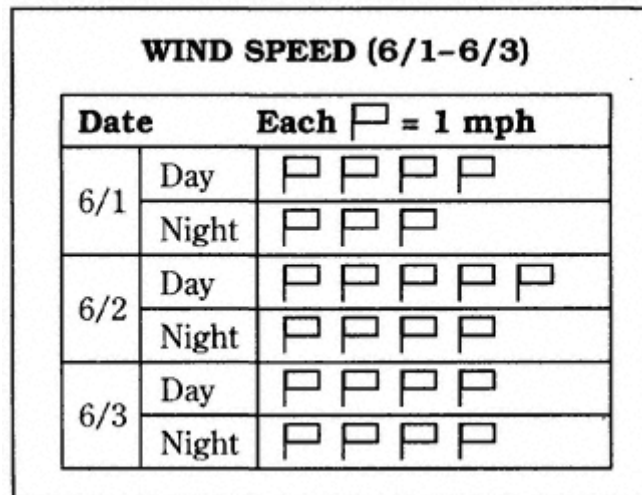 WIND SPEED (6/1–6/3)
Date Each = 1 mph
6/1 Day
Night
6/2 Day
Night
6/3 Day
Night